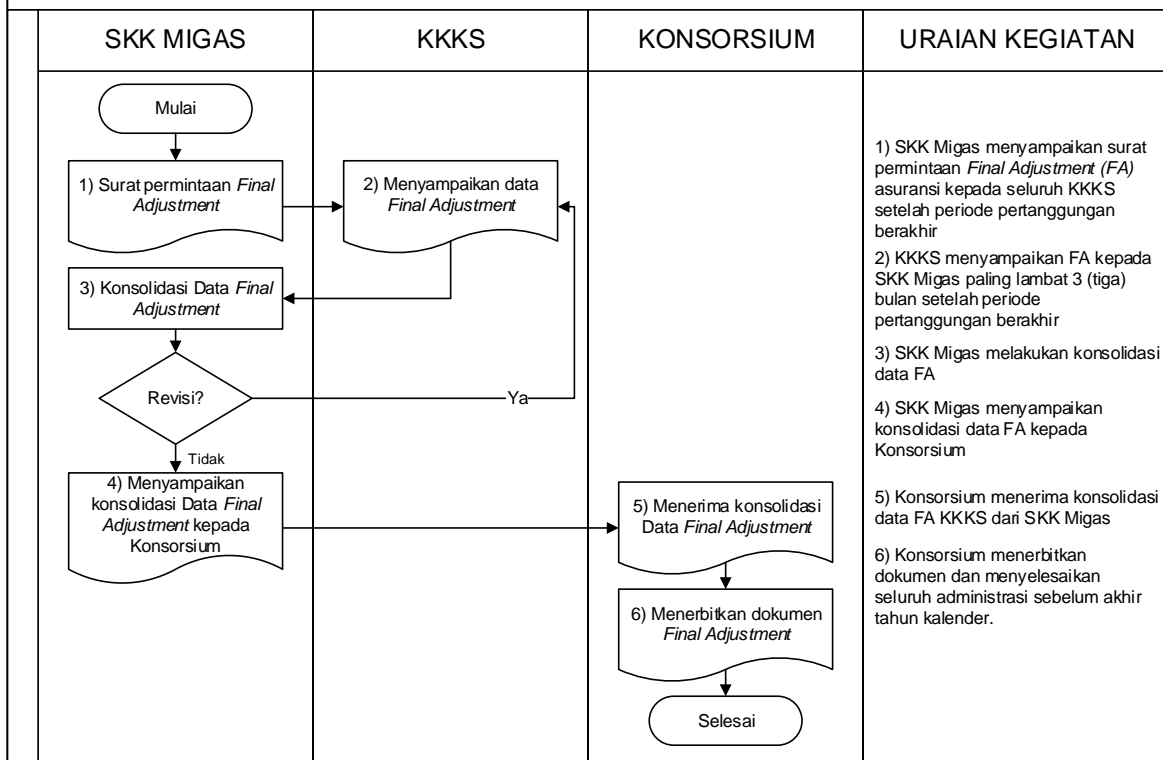 SKK MIGAS
KKKS
KONSORSIUM
URAIAN KEGIATAN
Mulai
1) Surat permintaan Final
Adjustment
2) Menyampaikan data
Final Adjustment
3) Konsolidasi Data Final
Adjustment
Revisi?
Ya
Tidak
4) Menyampaikan
konsolidasi Data Final
Adjustment kepada
Konsorsium
5) Menerima konsolidasi
Data Final Adjustment
6) Menerbitkan dokumen
Final Adjustment
Selesai
1) SKK Migas menyampaikan surat
permintaan Final Adjustment (FA)
asuransi kepada seluruh KKKS
setelah periode pertanggungan
berakhir
2) KKKS menyampaikan FA kepada
SKK Migas paling lambat 3 (tiga)
bulan setelah periode
pertanggungan berakhir
3) SKK Migas melakukan konsolidasi
data FA
4) SKK Migas menyampaikan
konsolidasi data FA kepada
Konsorsium
5) Konsorsium menerima konsolidasi
data FA KKKS dari SKK Migas
6) Konsorsium menerbitkan
dokumen dan menyelesaikan
seluruh administrasi sebelum akhir
tahun kalender.